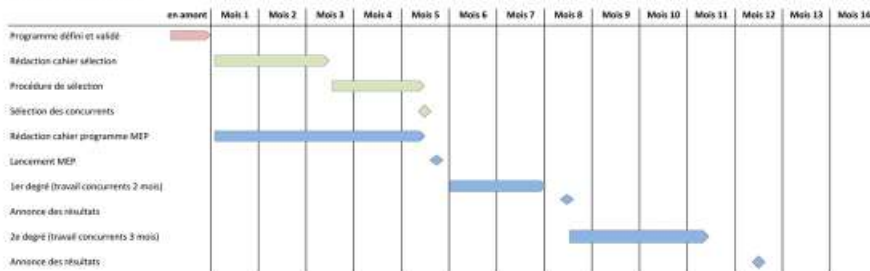 en amont Mois 1 Mois 2 Mois 3 Mois 4 Mois 5 Mois 6 Mois 7 Mois 8 Mois 9 Mois 10 Mois 11 Mois 12 Mois 13 Mois 14
Programme défini et validé
Rédaction cahier sélection
Procédure de sélection
Sélection des concurrents
Rédaction cahier programme MEP
Lancement MEP
1er degré (travail concurrents 2 mois)
Annonce des résultats
2e degré (travail concurrents 3 mois)
Annonce des résultats